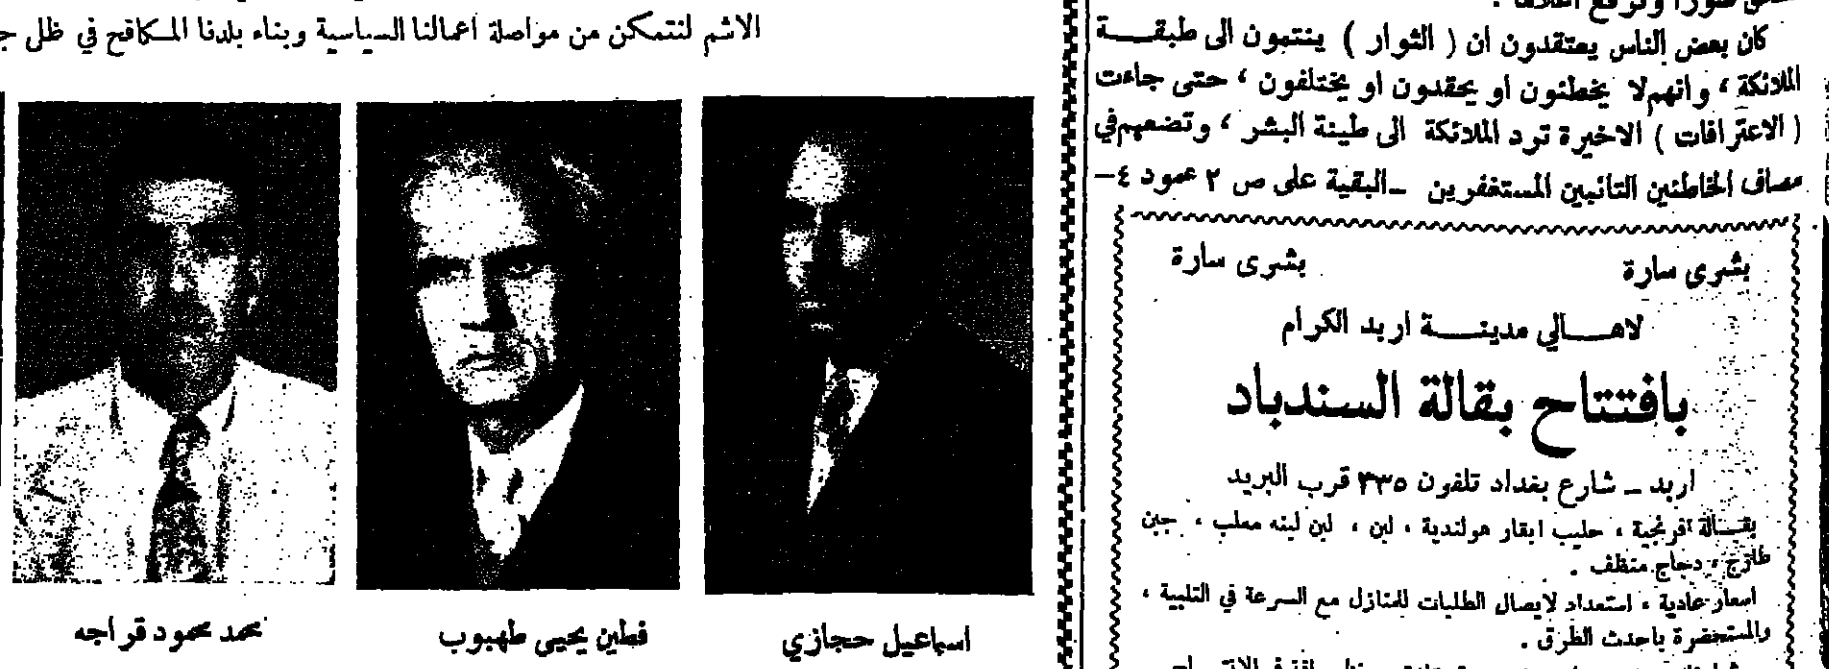 كان بعض الناس يعتقدون ان ( الثوار ) ينتمون الى طبقة
الملائكة ، وانهم لا يخطئون او يحقدون او يختلفون ، حتى جاءت
( الاعترافات ) الاخيرة ترد الملائكة الى طينة البشر ، وتضعهم في
مصاف الخاطئين التائبين المستغفرين ـ البقية على ص ٢ عمود ٤ ـ
بشرى سارة بشرى سارة
لاهالي مدينة اربد الكرام
بافتتاح بقالة السندباد
اربد ـ شارع بغداد تلفون ٣٣٥ قرب البريد
بقالة افرنجية ، حليب ابقار هولندية ، لبن ، لبن لبنه معلب ، جبن
طازج ، دجاج منظف .
اسعار عادية ، استعداد لايصال الطلبات للمنازل مع السرعة في التلبية ،
والمستحضرة باحدث الطرق .
الاثم لنتمكن من مواصلة اعمالنا السياسية وبناء بلدنا المكافح في ظل
اسماعيل حجازي
فطين يحيى طهبوب
محمد محمود قراجه